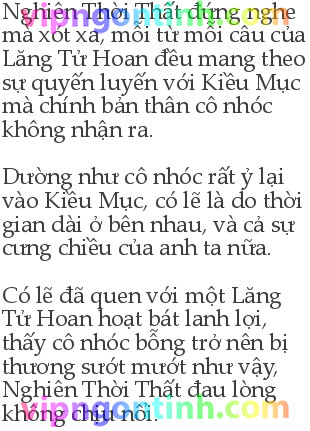 Nghiên Thời Thất đứng nghe
mà xót xa, mỗi từ mỗi câu của
Lăng Tử Hoan đều mang theo
sự quyến luyến với Kiều Mục
mà chính bản thân cô nhóc
không nhận ra.
Dường như cô nhóc rất ỷ lại
vào Kiều Mục, có lẽ là do thời
gian dài ở bên nhau, và cả sự
cưng chiều của anh ta nữa.
Có lẽ đã quen với một Lăng
Tử Hoan hoạt bát lanh lợi,
thấy cô nhóc bỗng trở nên bị
thương sướt mướt như vậy,
Nghiên Thời Thất đau lòng
không chịu nổi.
vipngontinh.com
vipngontinh.com